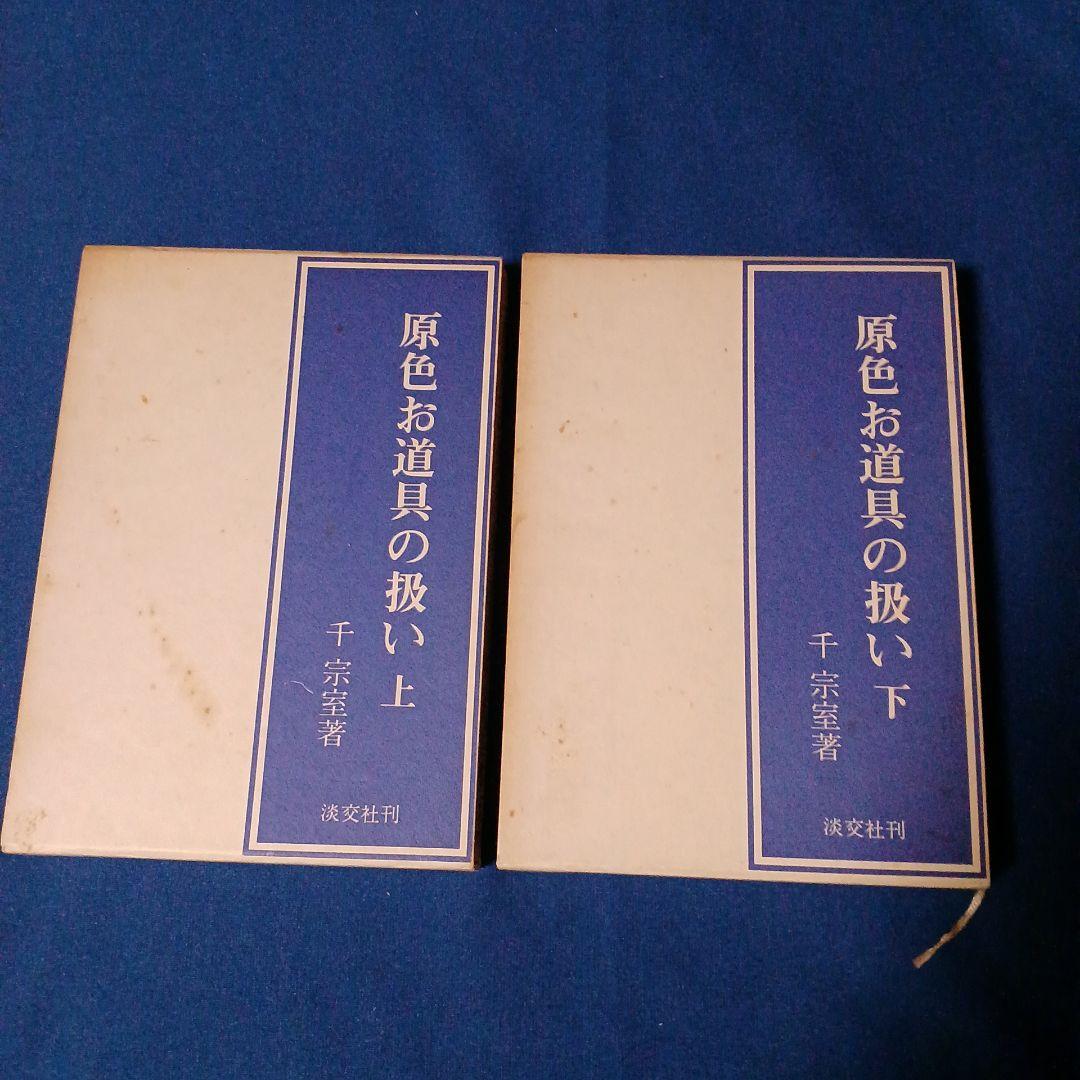 原色お道具の扱い 上
千 宗室著
淡交社刊
原色お道具の扱い 下
千 宗室著
淡交社刊